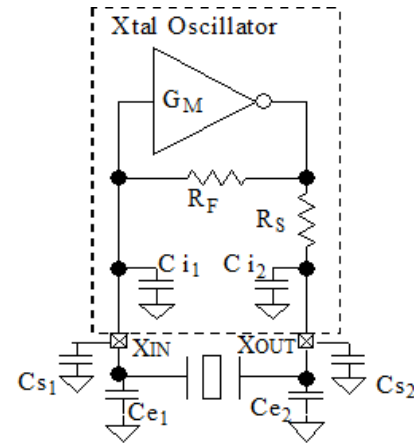 Xtal Oscillator
GM
RF
RS
Ci1
Ci2
XIN
XOUT
Cs1
Cs2
Ce1
Ce2